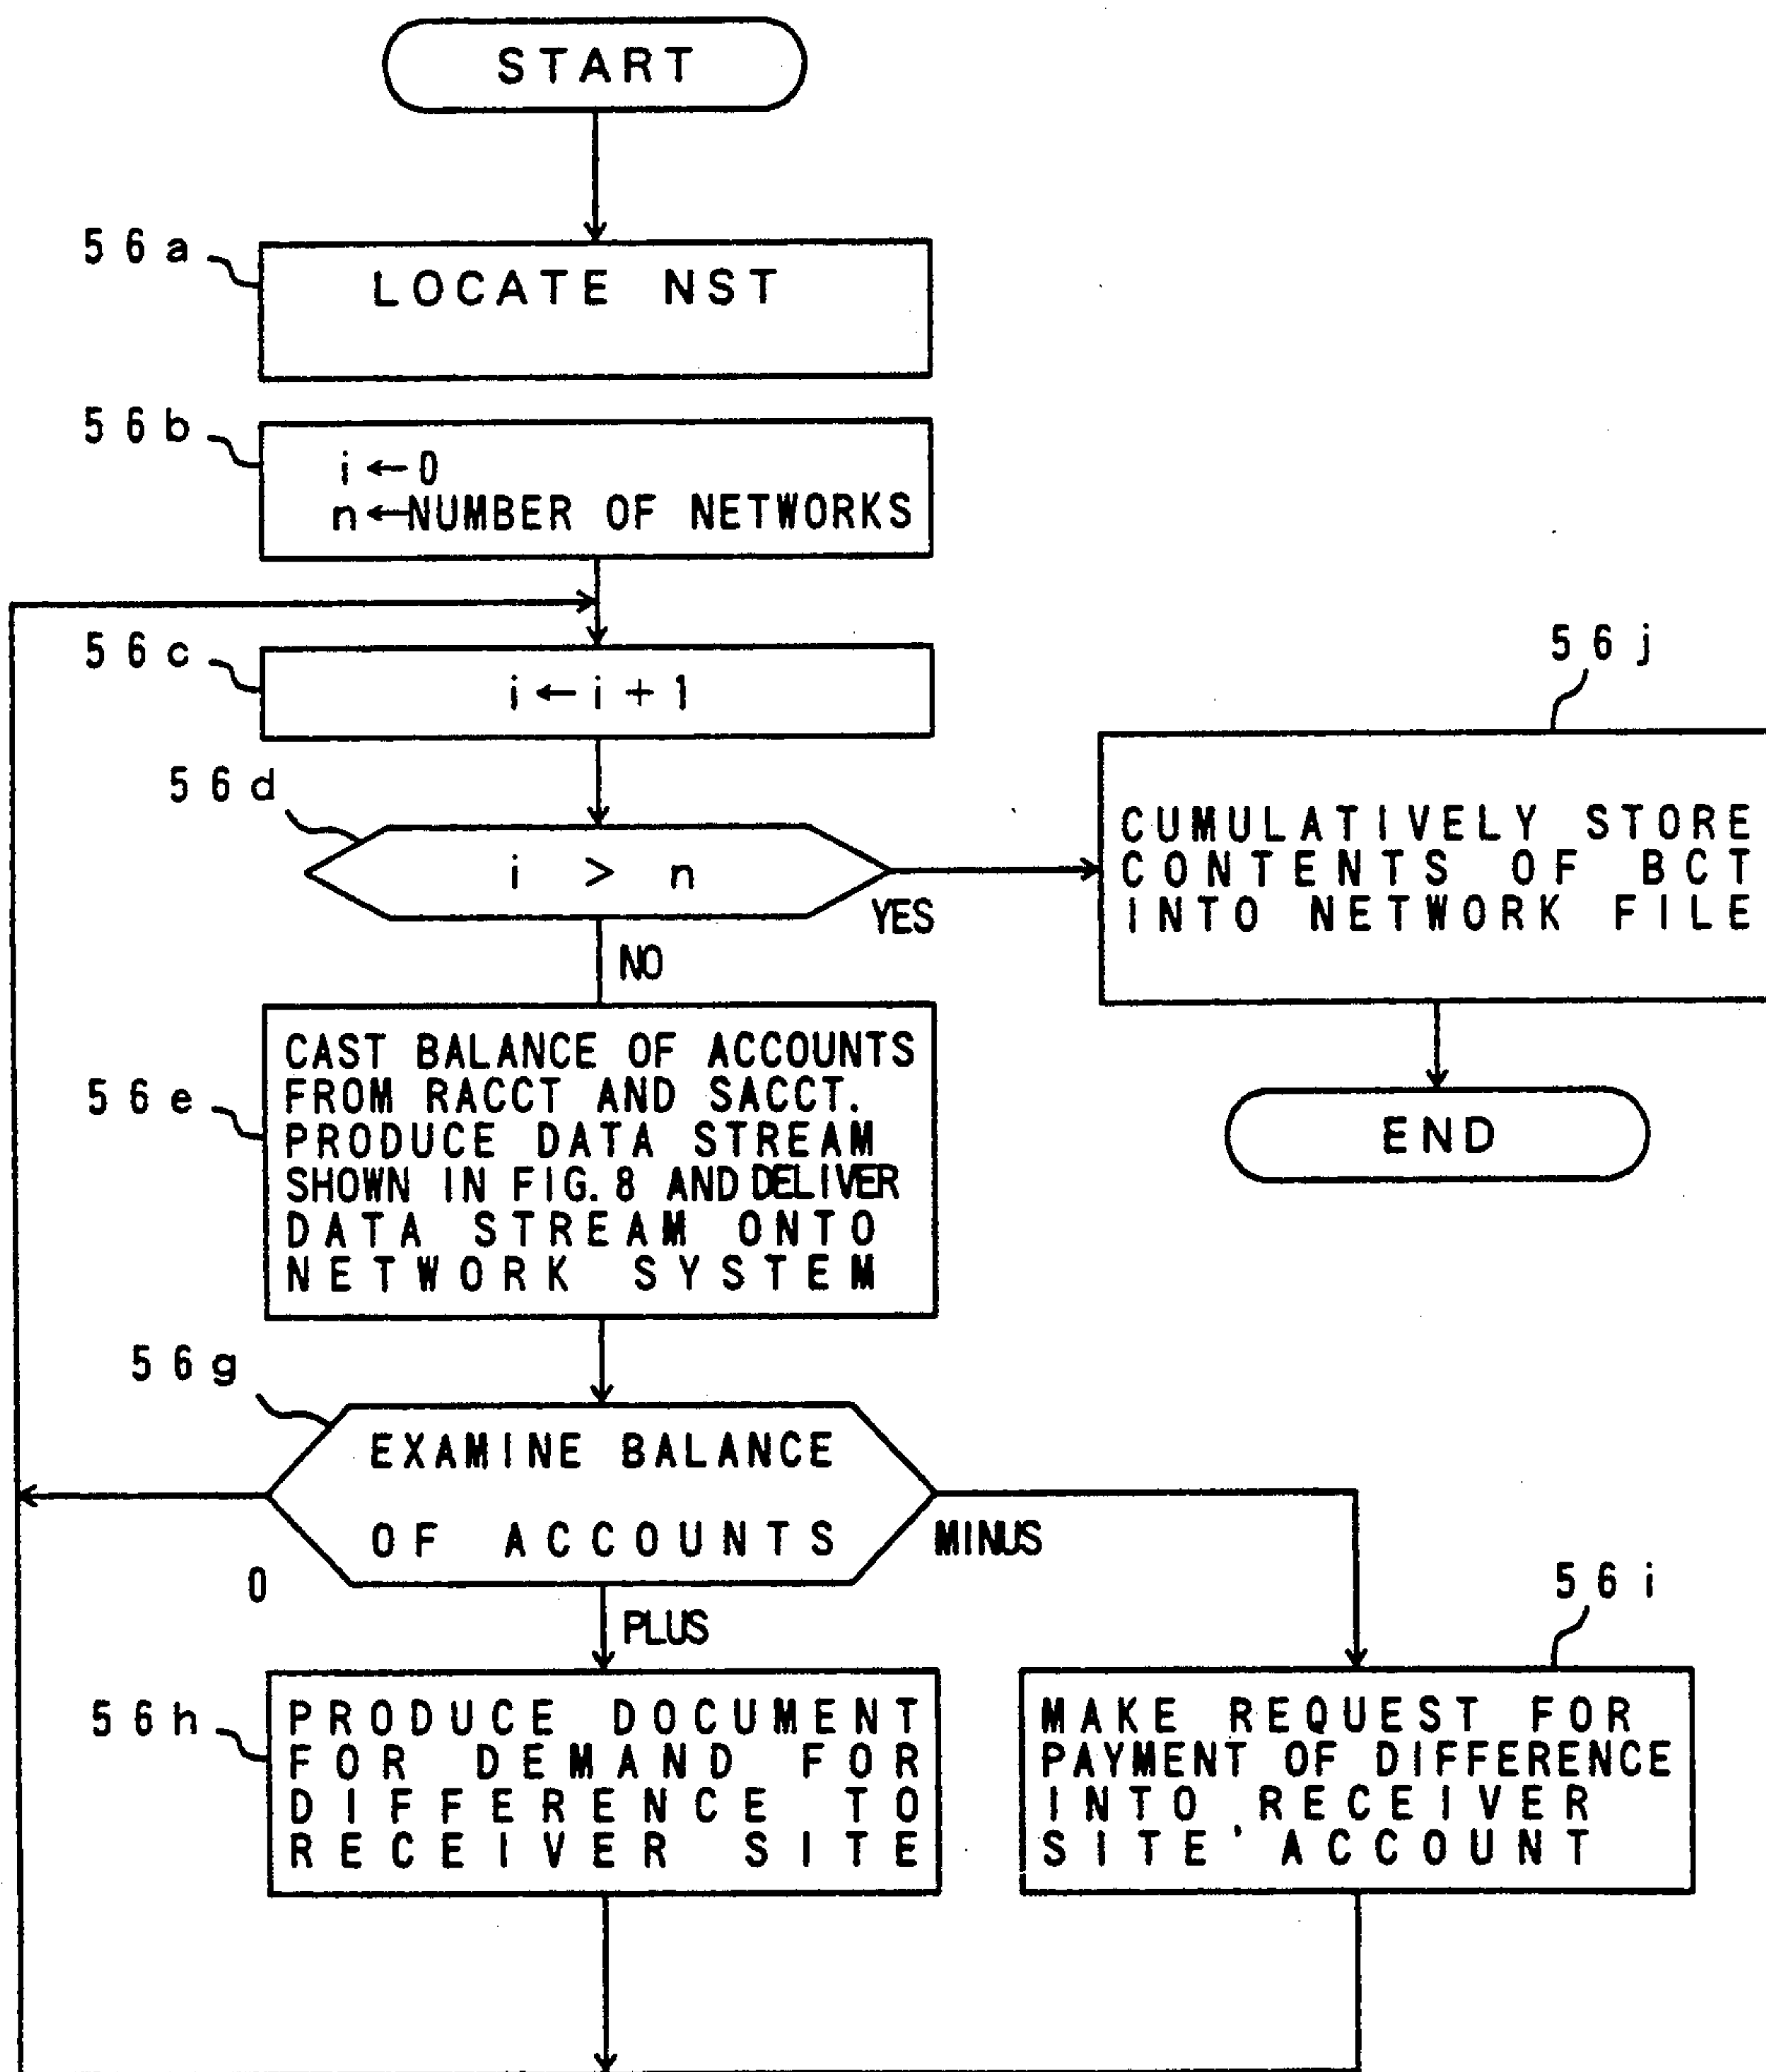 START
56a
LOCATE NST
56b
i ← 0
n ← NUMBER OF NETWORKS
56c
i ← i + 1
56d
i > n
YES
NO
56j
CUMULATIVELY STORE
CONTENTS OF BCT
INTO NETWORK FILE
END
56e
CAST BALANCE OF ACCOUNTS
FROM RACCT AND SACCT.
PRODUCE DATA STREAM
SHOWN IN FIG. 8 AND DELIVER
DATA STREAM ONTO
NETWORK SYSTEM
56g
EXAMINE BALANCE
OF ACCOUNTS
MINUS
0
PLUS
56h
PRODUCE DOCUMENT
FOR DEMAND FOR
DIFFERENCE TO
RECEIVER SITE
56i
MAKE REQUEST FOR
PAYMENT OF DIFFERENCE
INTO RECEIVER
SITE' ACCOUNT